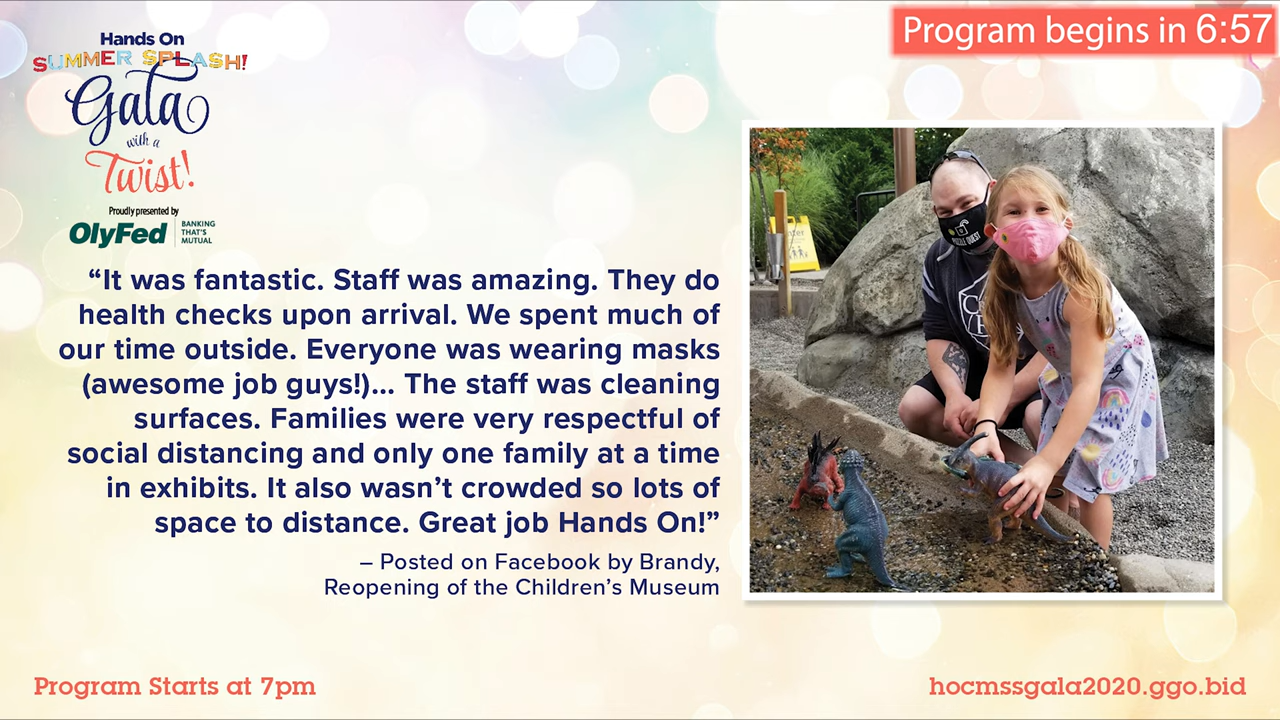 Program begins in 6:57
Hands On
SUMMER SPLASH!
Gala
with a
Twist!
Proudly presented by
OlyFed
BANKING
THAT'S
MUTUAL
“It was fantastic. Staff was amazing. They do
health checks upon arrival. We spent much of
our time outside. Everyone was wearing masks
(awesome job guys!)... The staff was cleaning
surfaces. Families were very respectful of
social distancing and only one family at a time
in exhibits. It also wasn’t crowded so lots of
space to distance. Great job Hands On!”
– Posted on Facebook by Brandy,
Reopening of the Children’s Museum
Program Starts at 7pm
hocmssgala2020.ggo.bid